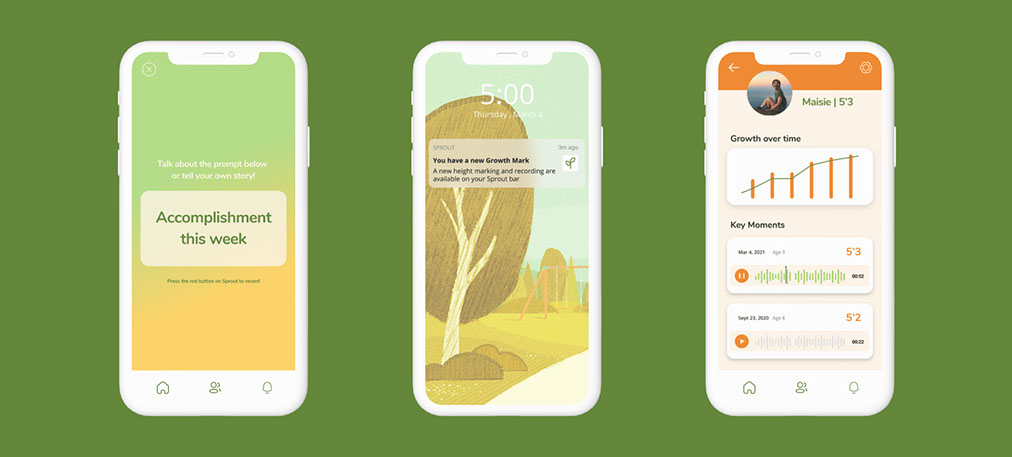 Talk about the prompt below
or tell your own story!
Accomplishment
this week
Press the red button on Sprout to record
5:00
Thursday, March 4
SPROUT 3m ago
You have a new Growth Mark
A new height marking and recording are
available on your Sprout bar
Maisie | 5'3
Growth over time
Key Moments
Mar 4, 2021 Age 9 5'3
00:52
Sept 23, 2020 Age 8 5'2
00:22